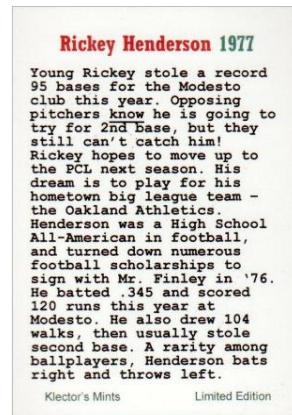 Rickey Henderson 1977
Young Rickey stole a record
95 bases for the Modesto
club this year. Opposing
pitchers know he is going to
try for 2nd base, but they
still can't catch him!
Rickey hopes to move up to
the PCL next season. His
dream is to play for his
hometown big league team –
the Oakland Athletics.
Henderson was a High School
All-American in football,
and turned down numerous
football scholarships to
sign with Mr. Finley in '76.
He batted .345 and scored
120 runs this year at
Modesto. He also drew 104
walks, then usually stole
second base. A rarity among
ballplayers, Henderson bats
right and throws left.
Klector's Mints Limited Edition